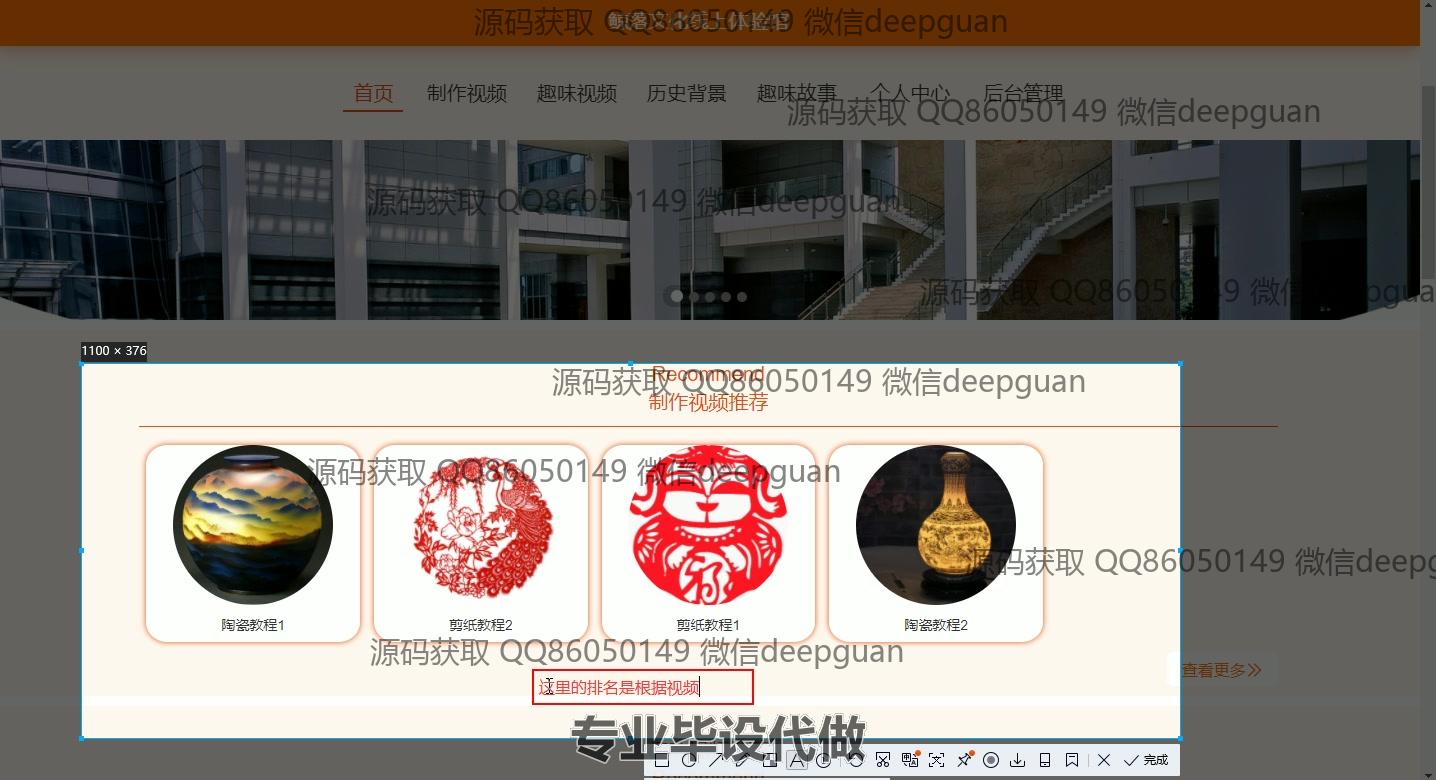 鲸落文化线上体验官
源码获取 QQ86050149 微信deepguan
首页 制作视频 趣味视频 历史背景 趣味故事 个人中心 后台管理
源码获取 QQ86050149 微信deepguan
源码获取 QQ86050149 微信deepguan
源码获取 QQ86050149 微信deepgua
1100 × 376
Recommend
源码获取 QQ86050149 微信deepguan
制作视频推荐
源码获取 QQ86050149 微信deepguan
源码获取 QQ86050149 微信deepg
陶瓷教程1 剪纸教程2 剪纸教程1 陶瓷教程2
源码获取 QQ86050149 微信deepguan
查看更多
这里的排名是根据视频
专业毕设代做
完成
Recommend